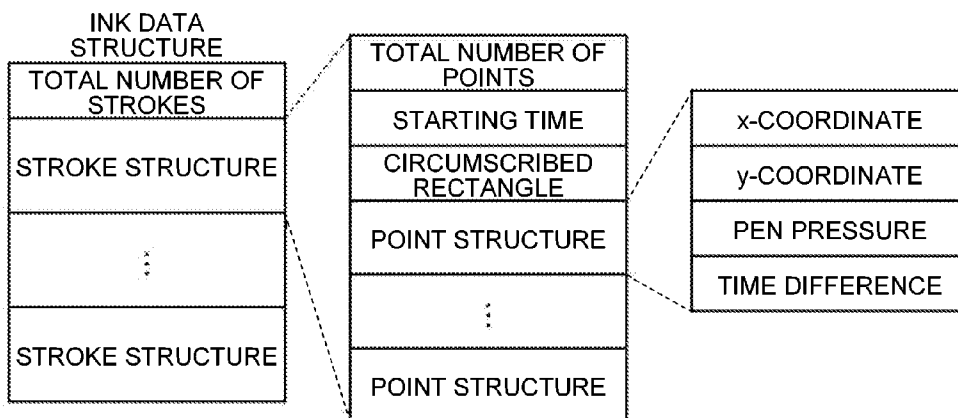 INK DATA
STRUCTURE
TOTAL NUMBER OF
STROKES
STROKE STRUCTURE
STROKE STRUCTURE
TOTAL NUMBER OF
POINTS
STARTING TIME
CIRCUMSCRIBED
RECTANGLE
POINT STRUCTURE
POINT STRUCTURE
x-COORDINATE
y-COORDINATE
PEN PRESSURE
TIME DIFFERENCE